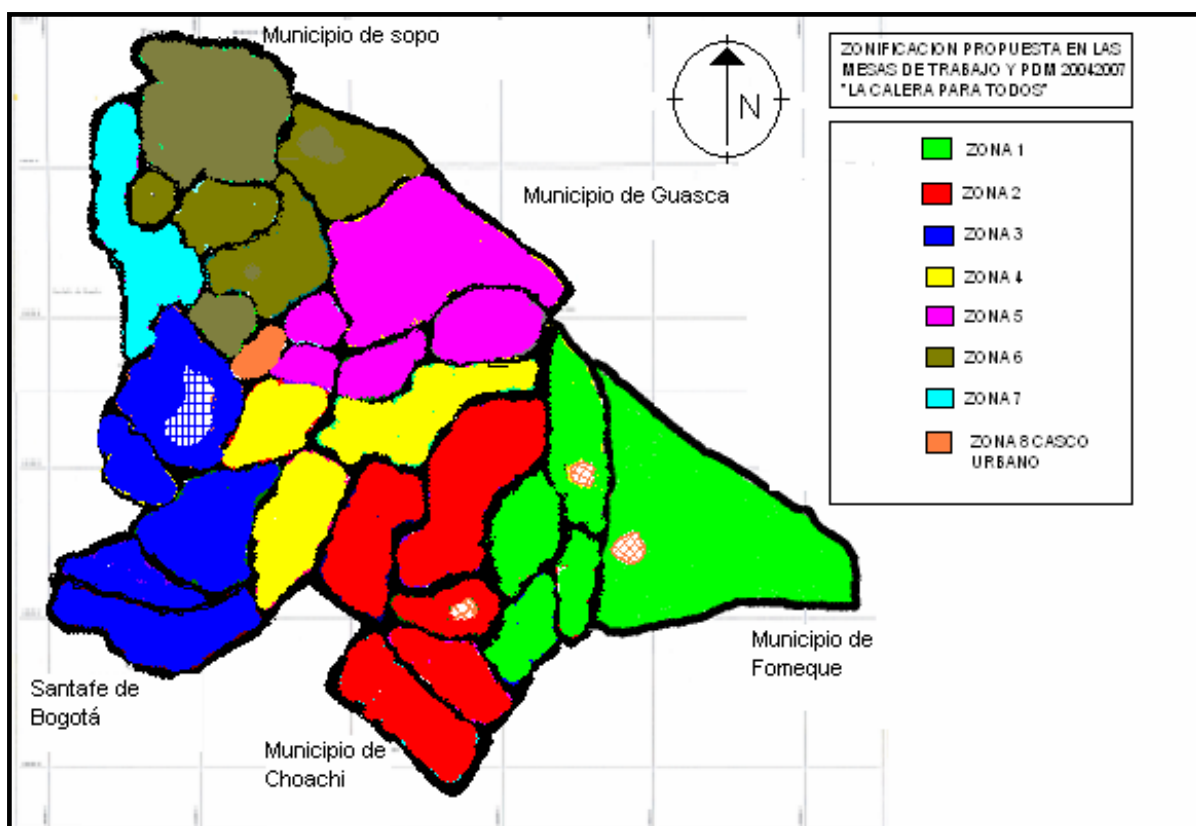 Municipio de sopo
N
ZONIFICACION PROPUESTA EN LAS
MESAS DE TRABAJO Y PDM 20042007
"LA CALERA PARA TODOS"
ZONA 1
ZONA 2
ZONA 3
ZONA 4
ZONA 5
ZONA 6
ZONA 7
ZONA 8 CASCO
URBANO
Municipio de Guasca
Municipio de
Fomeque
Santafe de
Bogotá
Municipio de
Choachi